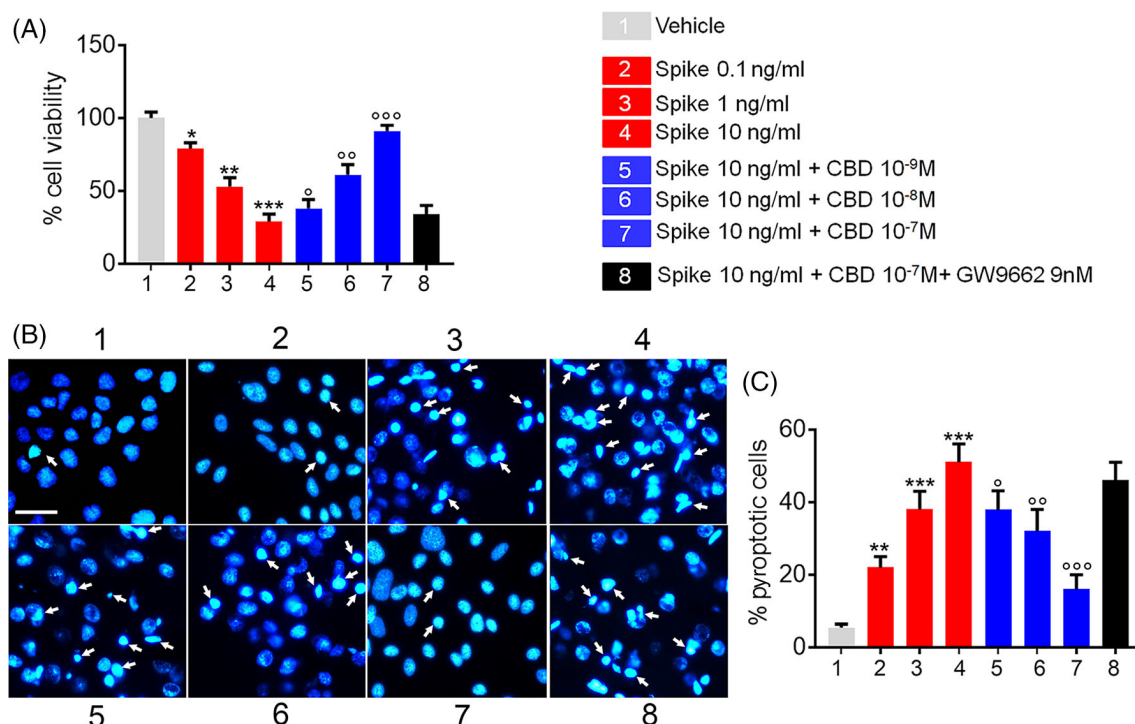 (A)
150
100
50
0
% cell viability
*
**
***
°
°°
°°°
1 2 3 4 5 6 7 8
1 Vehicle
2 Spike 0.1 ng/ml
3 Spike 1 ng/ml
4 Spike 10 ng/ml
5 Spike 10 ng/ml + CBD 10⁻⁹M
6 Spike 10 ng/ml + CBD 10⁻⁸M
7 Spike 10 ng/ml + CBD 10⁻⁷M
8 Spike 10 ng/ml + CBD 10⁻⁷M+ GW9662 9nM
(B)
1 2 3 4
5 6 7 8
(C)
60
40
20
0
% pyroptotic cells
**
***
***
°
°°
°°°
1 2 3 4 5 6 7 8